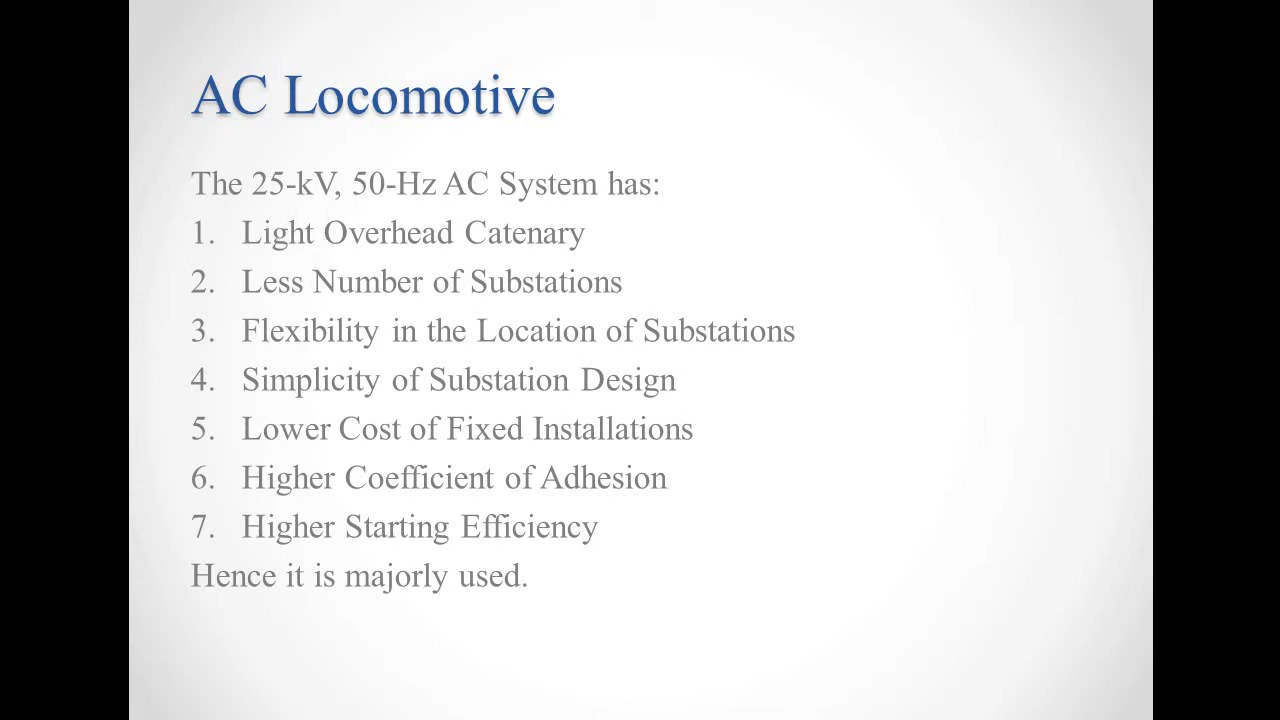 AC Locomotive
The 25-kV, 50-Hz AC System has:
1. Light Overhead Catenary
2. Less Number of Substations
3. Flexibility in the Location of Substations
4. Simplicity of Substation Design
5. Lower Cost of Fixed Installations
6. Higher Coefficient of Adhesion
7. Higher Starting Efficiency
Hence it is majorly used.